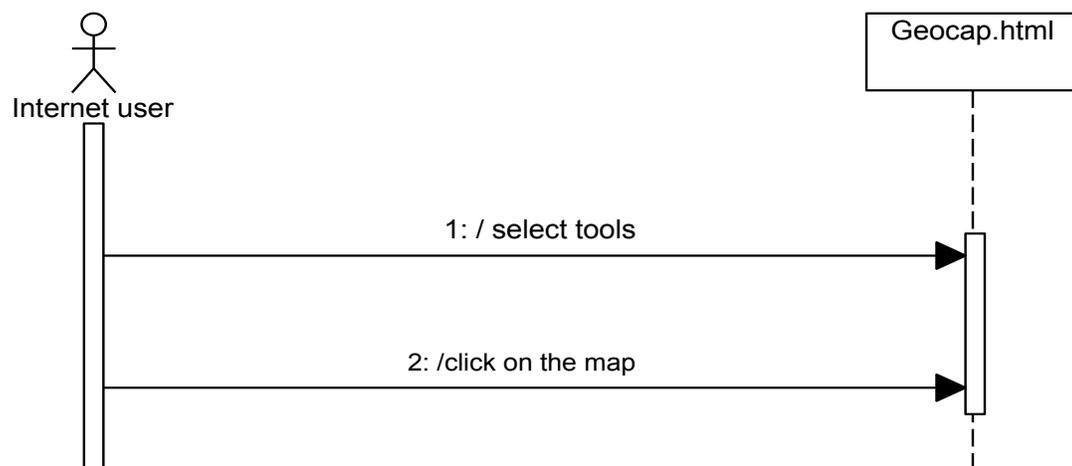 Geocap.html
Internet user
1: / select tools
2: /click on the map